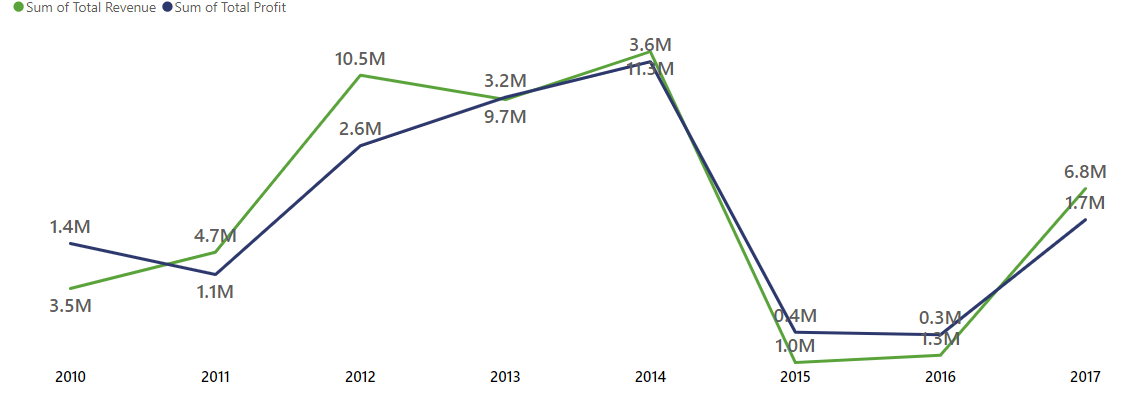 Sum of Total Revenue Sum of Total Profit
3.6M
10.5M
11.3M
3.2M
9.7M
2.6M
6.8M
1.7M
1.4M
4.7M
1.1M
3.5M
0.4M
0.3M
1.3M
1.0M
2010 2011 2012 2013 2014 2015 2016 2017